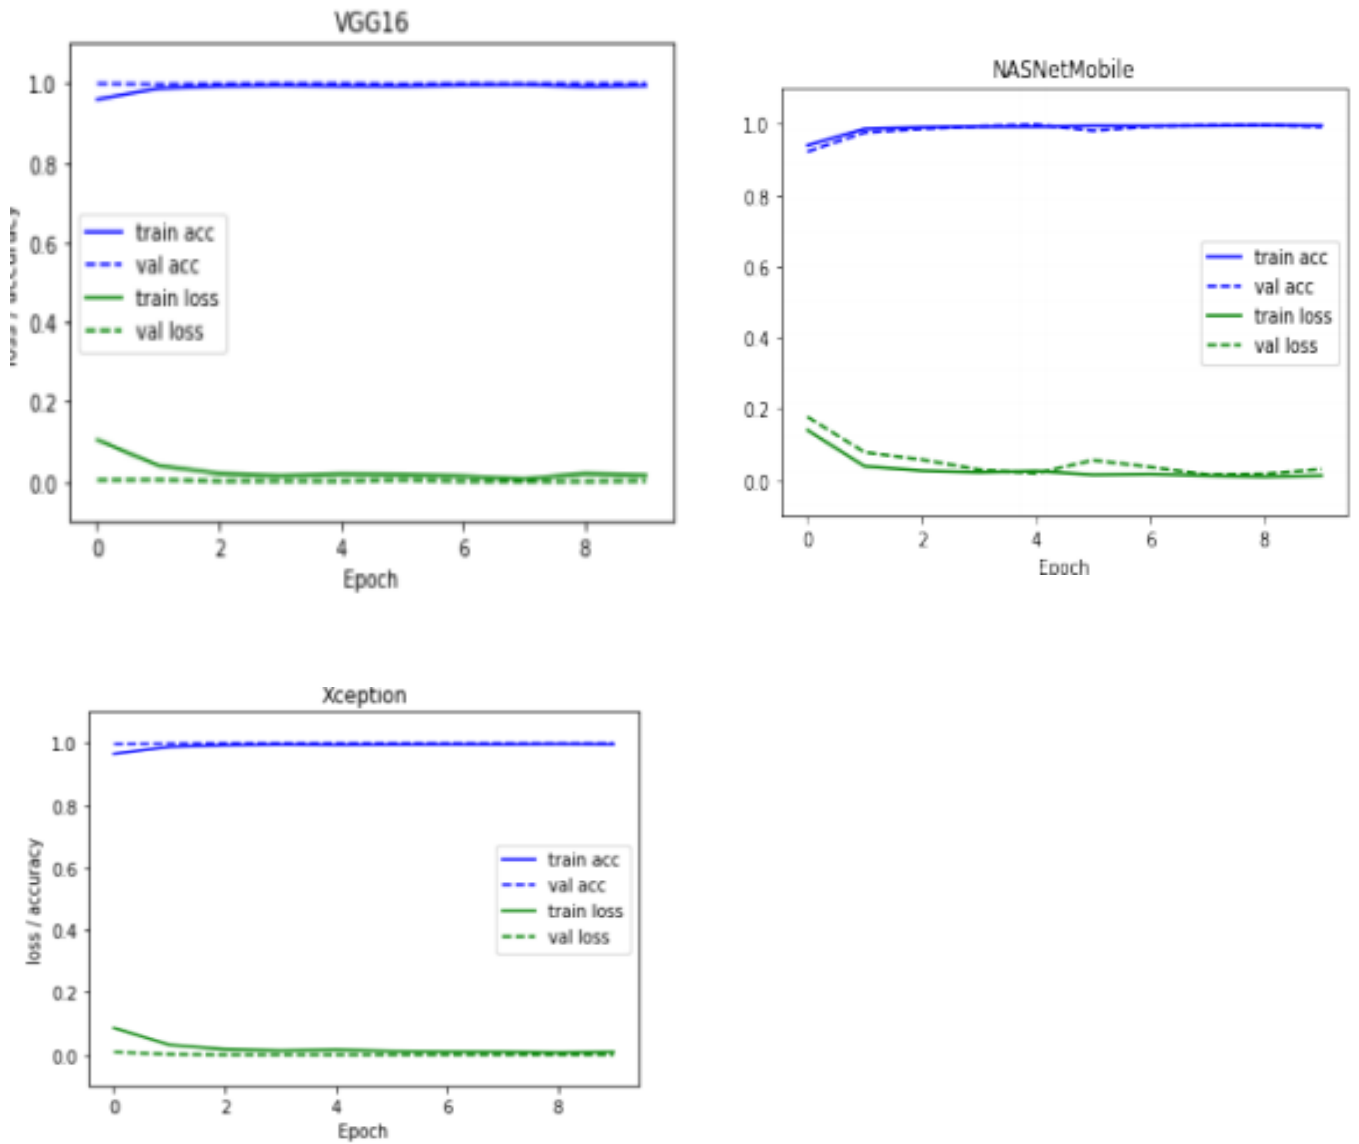 VGG16
1.0
0.8
0.6
0.4
0.2
0.0
train acc
val acc
train loss
val loss
0 2 4 6 8
Epoch
NASNetMobile
1.0
0.8
0.6
0.4
0.2
0.0
train acc
val acc
train loss
val loss
0 2 4 6 8
Epoch
Xception
loss / accuracy
1.0
0.8
0.6
0.4
0.2
0.0
train acc
val acc
train loss
val loss
0 2 4 6 8
Epoch